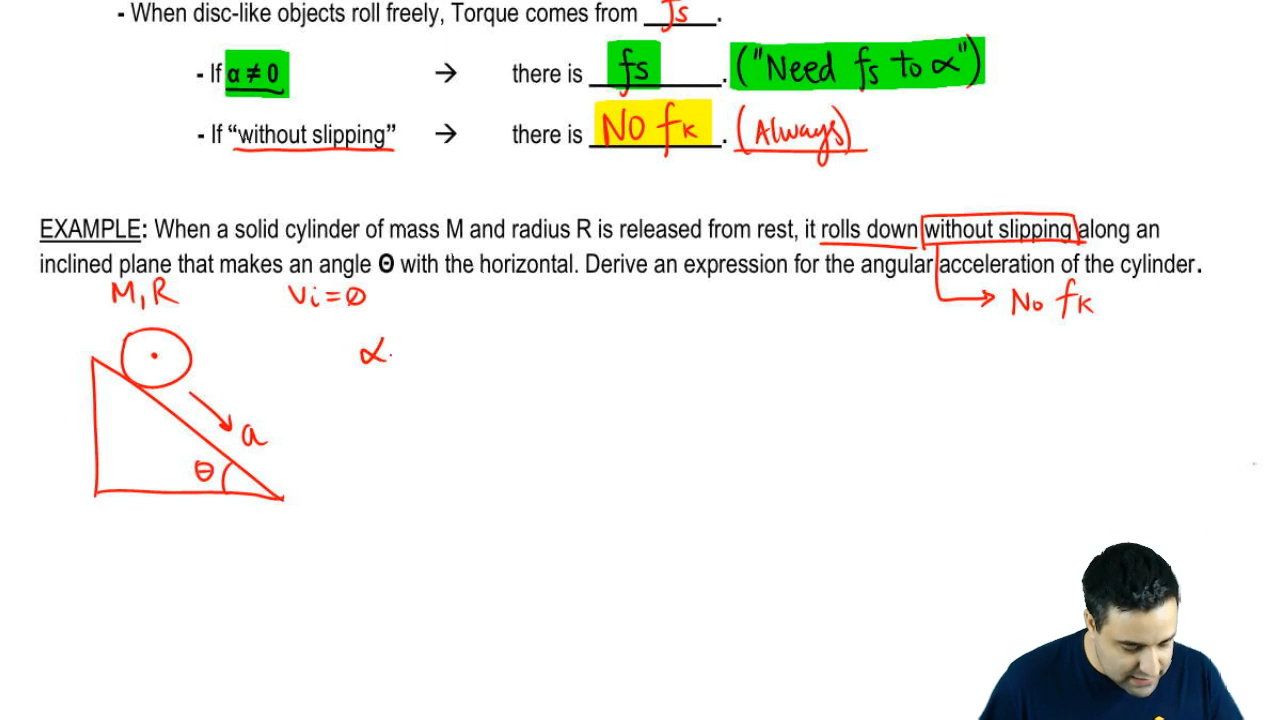 - When disc-like objects roll freely, Torque comes from fs.
- If α ≠ 0 → there is fs. ("Need fs to α")
- If “without slipping” → there is NO fK. (Always)
EXAMPLE: When a solid cylinder of mass M and radius R is released from rest, it rolls down without slipping along an
inclined plane that makes an angle Θ with the horizontal. Derive an expression for the angular acceleration of the cylinder.
M, R Vi = 0 → No fK
α
a
θ